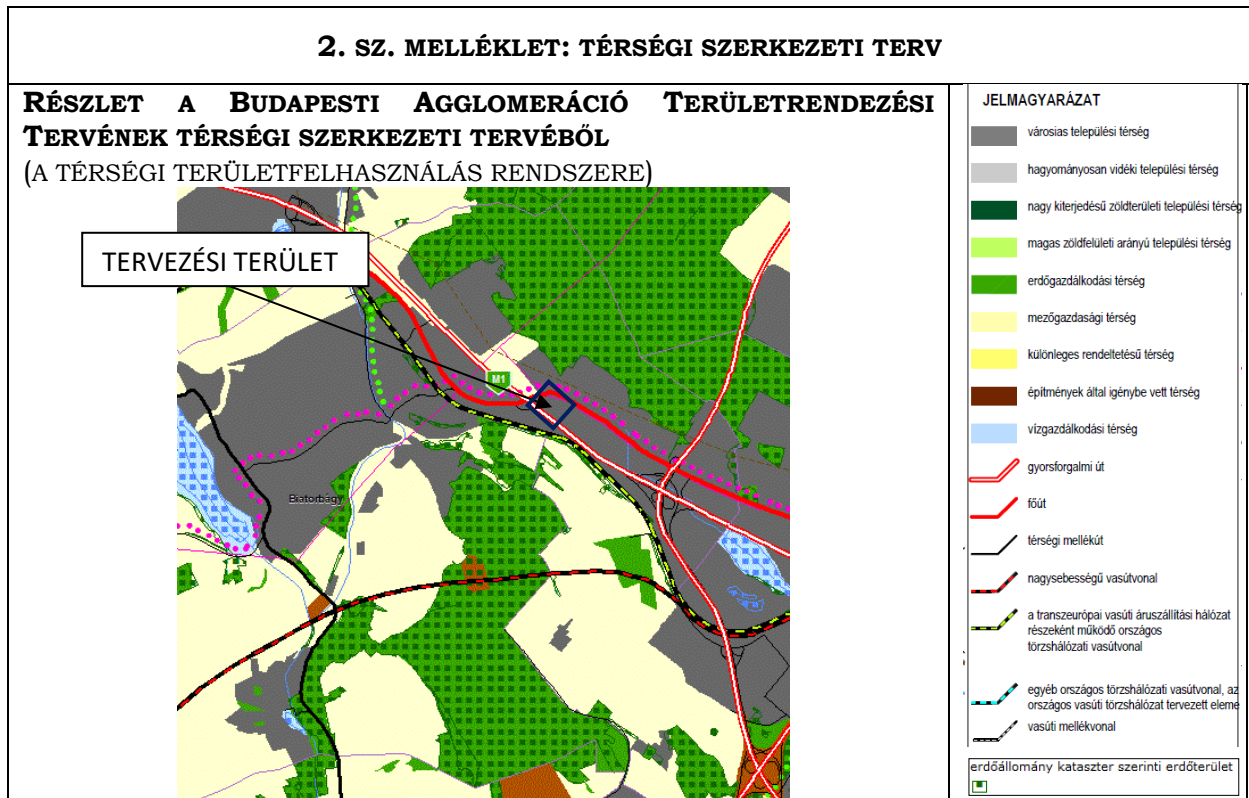 2. SZ. MELLÉKLET: TÉRSÉGI SZERKEZETI TERV
RÉSZLET A BUDAPESTI AGGLOMERÁCIÓ TERÜLETRENDEZÉSI
TERVÉNEK TÉRSÉGI SZERKEZETI TERVÉBŐL
(A TÉRSÉGI TERÜLETFELHASZNÁLÁS RENDSZERE)
TERVEZÉSI TERÜLET
M1
Biatorbágy
JELMAGYARÁZAT
városias települési térség
hagyományosan vidéki települési térség
nagy kiterjedésű zöldterületi települési térség
magas zöldfelületi arányú települési térség
erdőgazdálkodási térség
mezőgazdasági térség
különleges rendeltetésű térség
építmények által igénybe vett térség
vízgazdálkodási térség
gyorsforgalmi út
főút
térségi mellékút
nagysebességű vasútvonal
a transzeurópai vasúti áruszállítási hálózat
részeként működő országos
törzshálózati vasútvonal
egyéb országos törzshálózati vasútvonal, az
országos vasúti törzshálózat tervezett eleme
vasúti mellékvonal
erdőállomány kataszter szerinti erdőterület